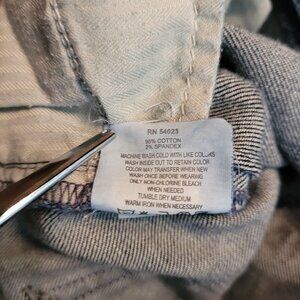 RN 54023
98% COTTON
2% SPANDEX
MACHINE WASH COLD WITH LIKE COLORS
WASH INSIDE OUT TO RETAIN COLOR
COLOR MAY TRANSFER WHEN NEW
WASH ONCE BEFORE WEARING
ONLY NON-CHLORINE BLEACH
WHEN NEEDED
TUMBLE DRY MEDIUM
WARM IRON WHEN NECESSARY